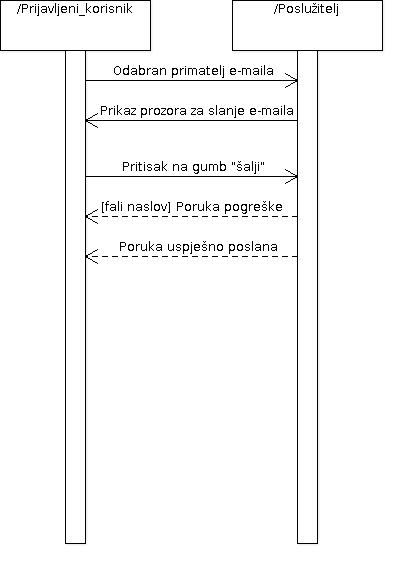 /Prijavljeni_korisnik
/Poslužitelj
Odabran primatelj e-maila
Prikaz prozora za slanje e-maila
Pritisak na gumb "šalji"
[fali naslov] Poruka pogreške
Poruka uspješno poslana